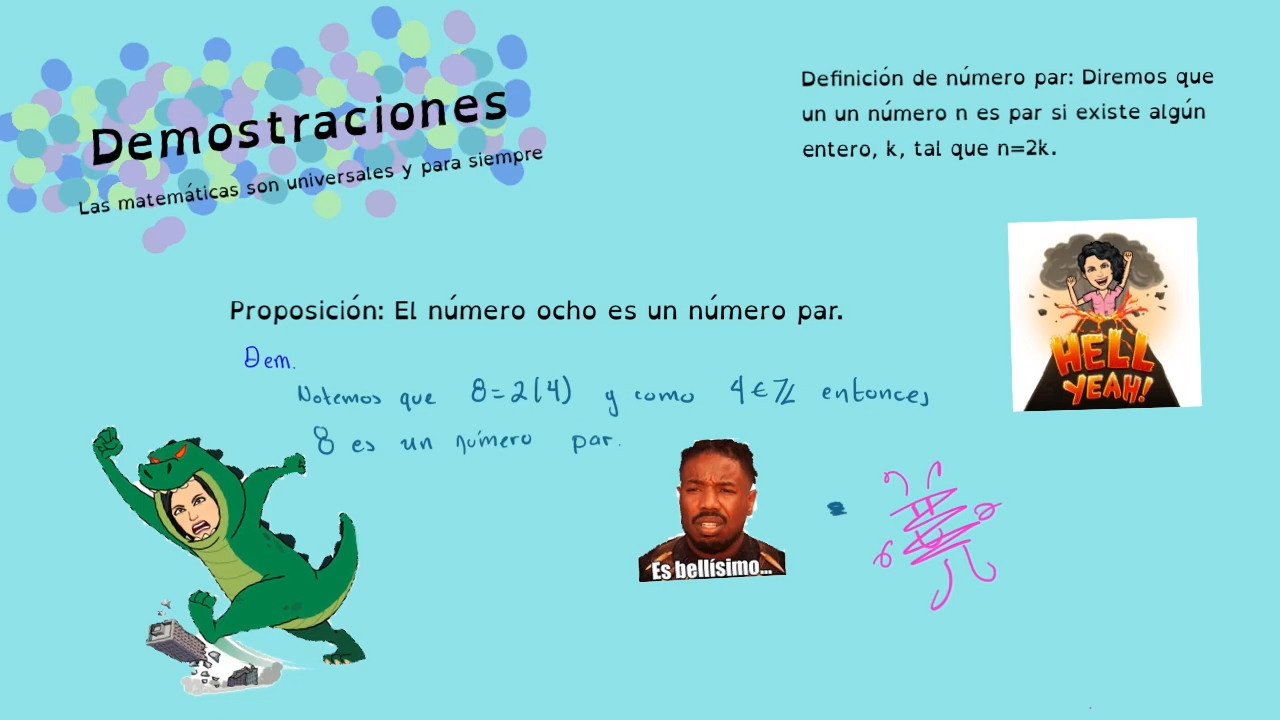 Demostraciones
Las matemáticas son universales y para siempre
Definición de número par: Diremos que
un un número n es par si existe algún
entero, k, tal que n=2k.
HELL
YEAH!
Proposición: El número ocho es un número par.
Dem.
Notemos que 8=2(4) y como 4∈ℤ entonces
8 es un número par.
Es bellísimo...